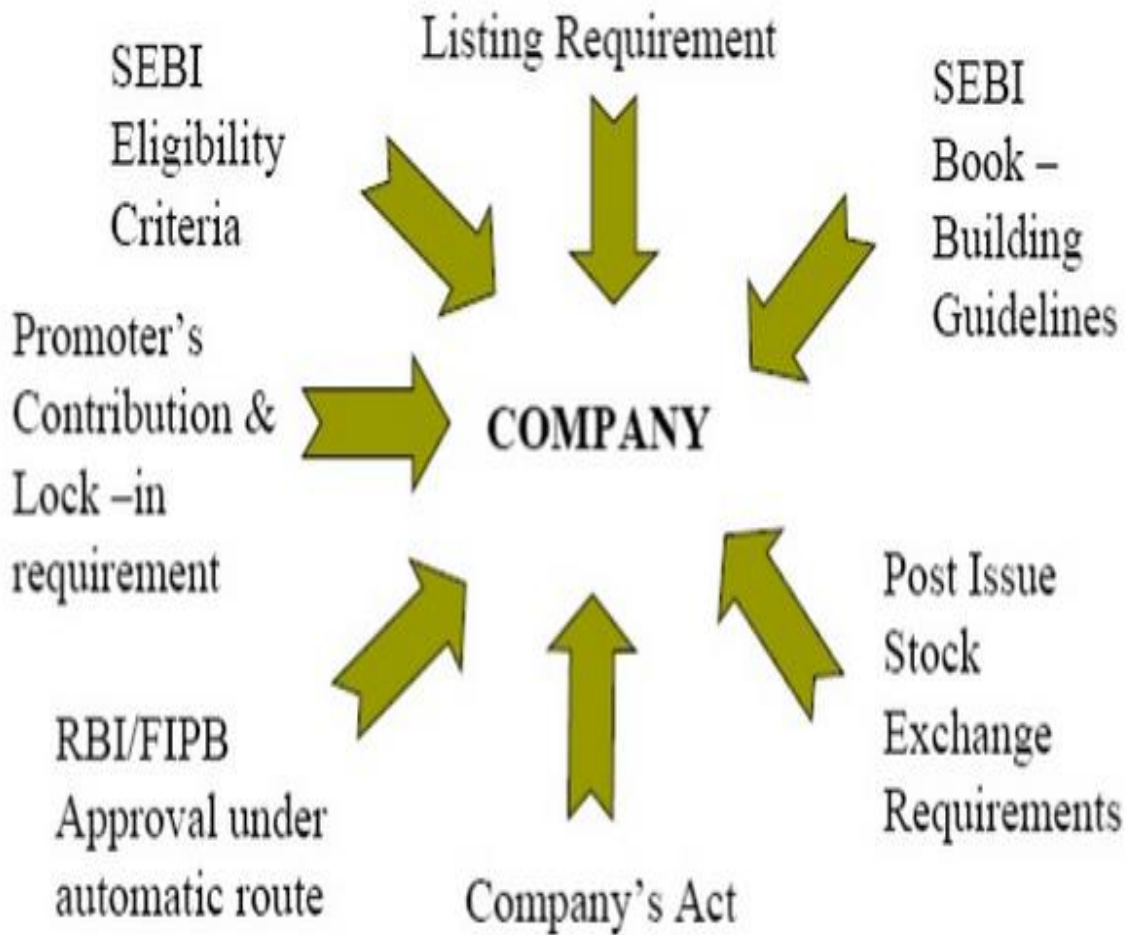 Listing Requirement
SEBI
Eligibility
Criteria
SEBI
Book –
Building
Guidelines
Promoter’s
Contribution &
Lock –in
requirement
COMPANY
Post Issue
Stock
Exchange
Requirements
RBI/FIPB
Approval under
automatic route
Company’s Act